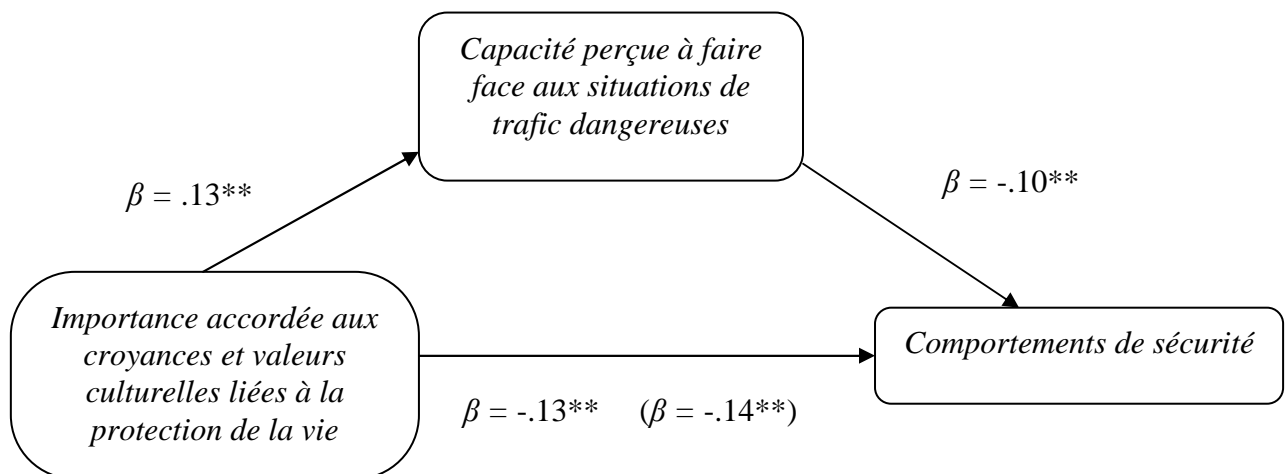 Capacité perçue à faire
face aux situations de
trafic dangereuses
β = .13**
β = -.10**
Importance accordée aux
croyances et valeurs
culturelles liées à la
protection de la vie
Comportements de sécurité
β = -.13** (β = -.14**)